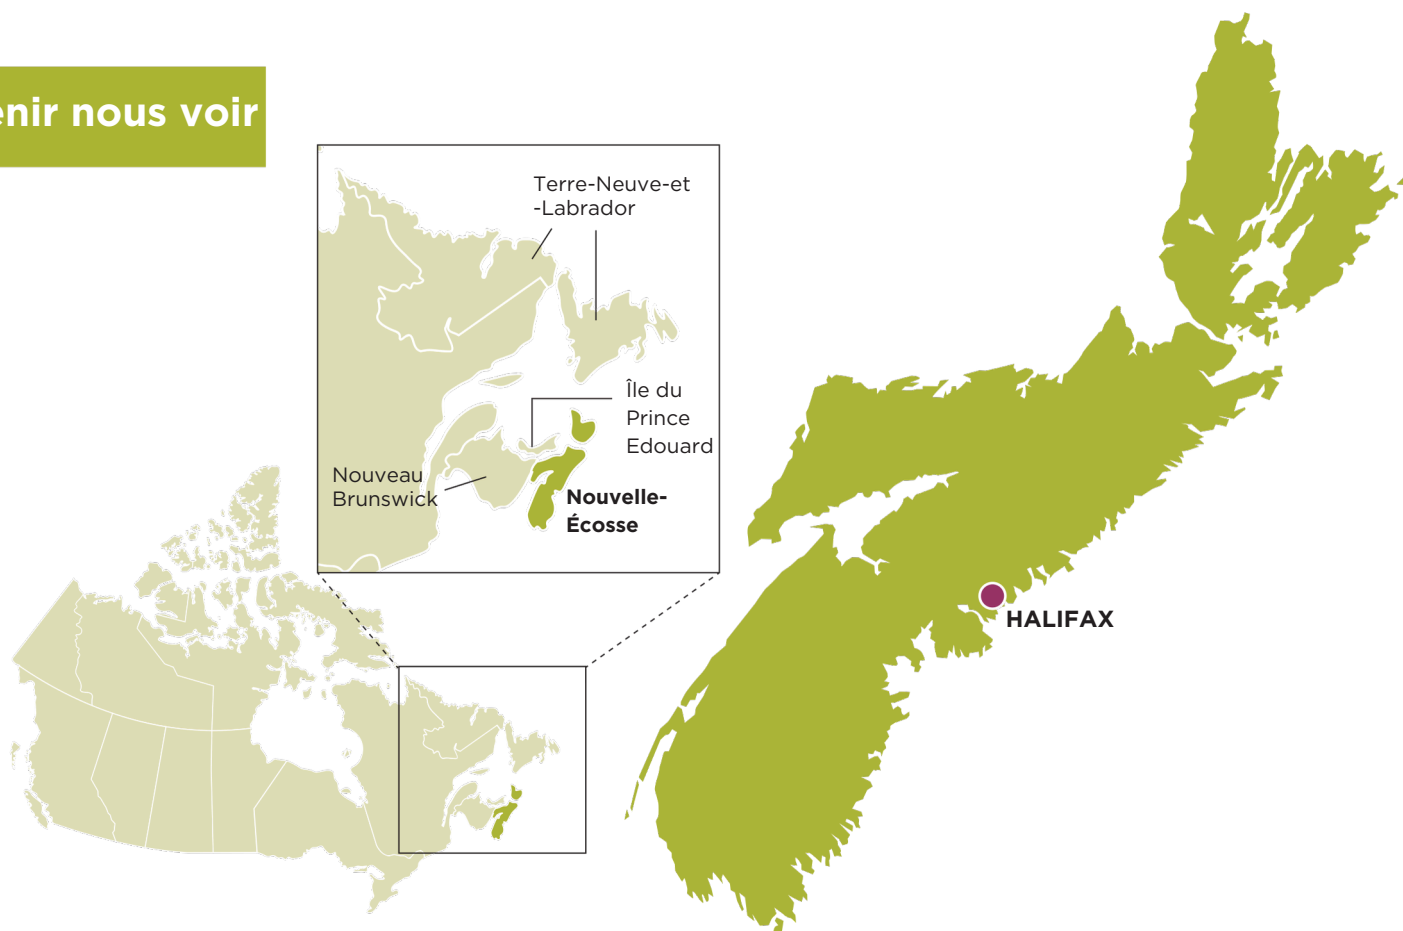 enir nous voir
Terre-Neuve-et
-Labrador
Île du
Prince
Edouard
Nouveau
Brunswick
Nouvelle-
Écosse
HALIFAX